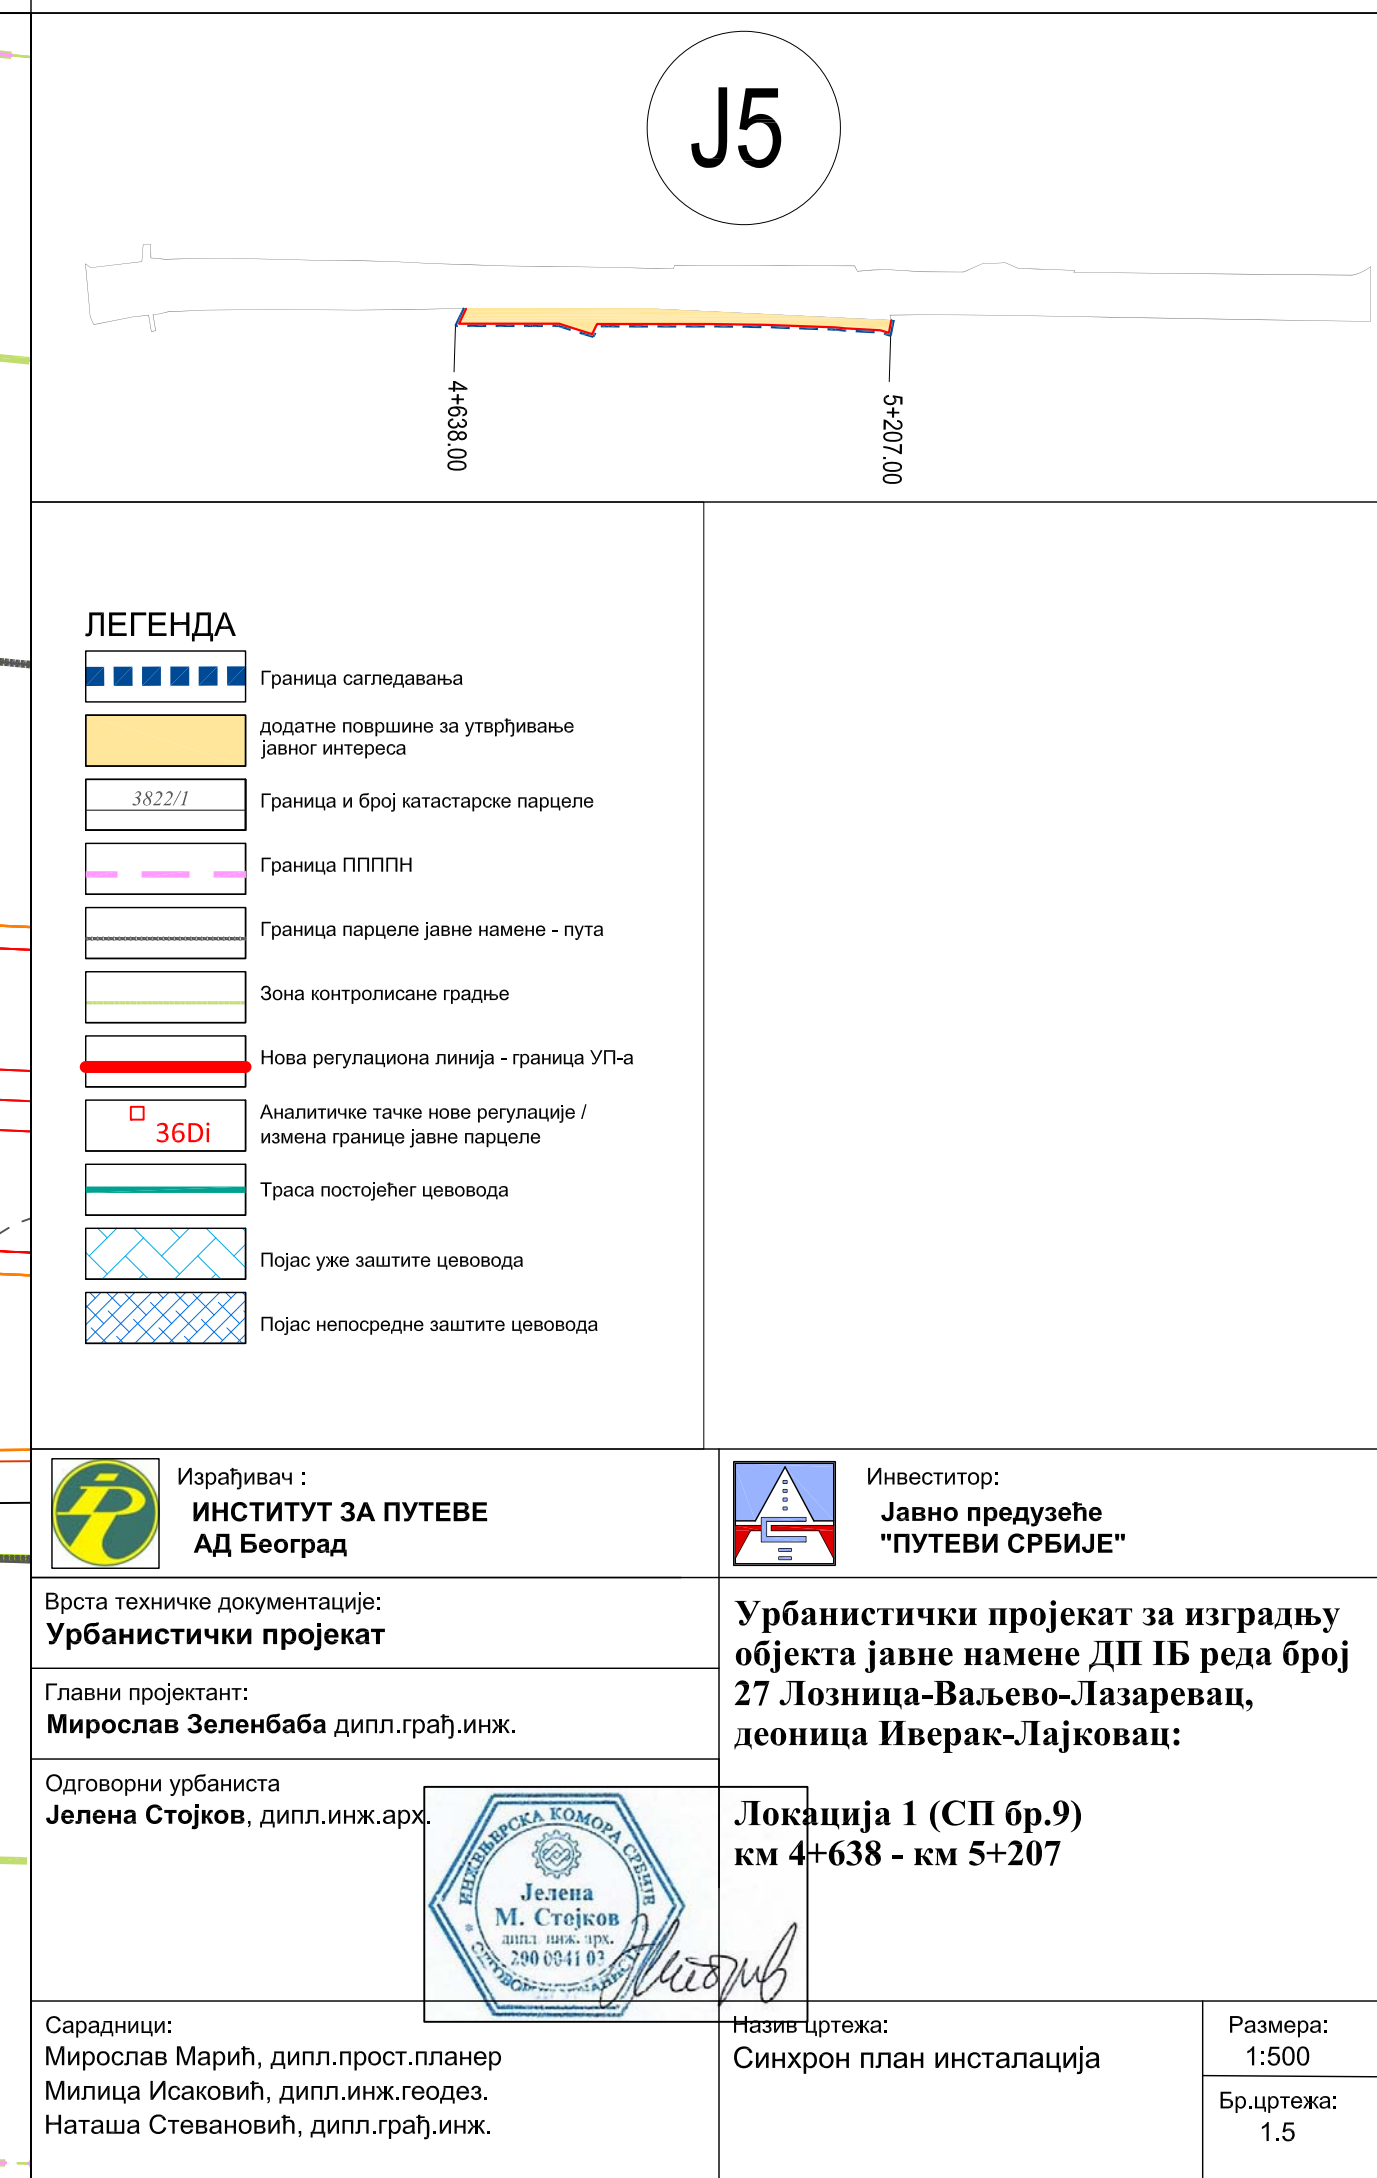 J5
4+638.00
5+207.00
ЛЕГЕНДА
Граница сагледавања
додатне површине за утврђивање
јавног интереса
3822/1
Граница и број катастарске парцеле
Граница ПППН
Граница парцеле јавне намене - пута
Зона контролисане градње
Нова регулациона линија - граница УП-а
36Di
Аналитичке тачке нове регулације /
измена границе јавне парцеле
Траса постојећег цевовода
Појас уже заштите цевовода
Појас непосредне заштите цевовода
Израђивач :
ИНСТИТУТ ЗА ПУТЕВЕ
АД Београд
Инвеститор:
Јавно предузеће
"ПУТЕВИ СРБИЈЕ"
Врста техничке документације:
Урбанистички пројекат
Главни пројектант:
Мирослав Зеленбаба дипл.грађ.инж.
Одговорни урбаниста
Јелена Стојков, дипл.инж.арх.
ИНЖЕЊЕРСКА КОМОРА СРБИЈЕ
Јелена
М. Стојков
дипл. инж. арх.
200 0041 03
Урбанистички пројекат за изградњу
објекта јавне намене ДП IБ реда број
27 Лозница-Ваљево-Лазаревац,
деоница Иверак-Лајковац:
Локација 1 (СП бр.9)
км 4+638 - км 5+207
Сарадници:
Мирослав Марић, дипл.прост.планер
Милица Исаковић, дипл.инж.геодез.
Наташа Стевановић, дипл.грађ.инж.
Назив цртежа:
Синхрон план инсталација
Размера:
1:500
Бр.цртежа:
1.5